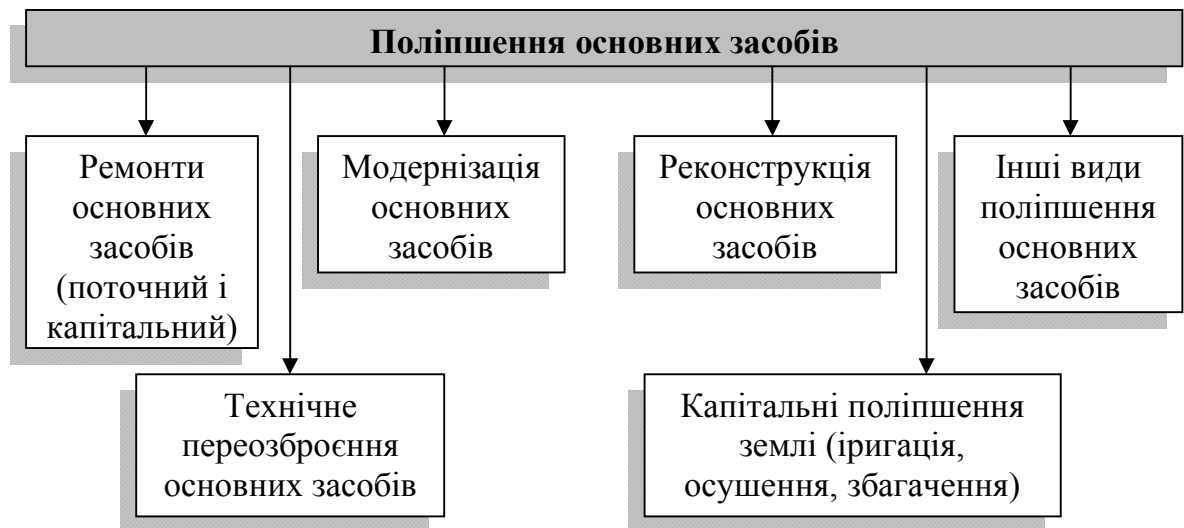 Поліпшення основних засобів
Ремонти
основних
засобів
(поточний і
капітальний)
Модернізація
основних
засобів
Реконструкція
основних
засобів
Інші види
поліпшення
основних
засобів
Технічне
переозброєння
основних засобів
Капітальні поліпшення
землі (іригація,
осушення, збагачення)